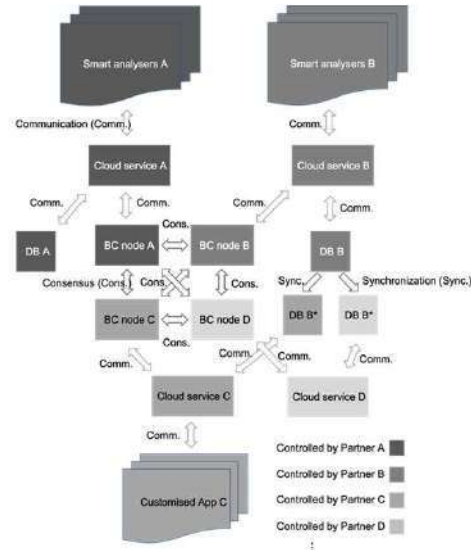 Smart analysers A
Smart analysers B
Communication (Comm.)
Comm.
Cloud service A
Cloud service B
Comm.
Comm.
Comm.
Comm.
Cons.
DB A
BC node A
BC node B
DB B
Consensus (Cons.)
Cons.
Cons.
Sync.
Synchronization (Sync.)
BC node C
BC node D
DB B*
DB B*
Cons.
Comm.
Comm.
Comm.
Comm.
Cloud service C
Cloud service D
Comm.
Customised App C
Controlled by Partner A
Controlled by Partner B
Controlled by Partner C
Controlled by Partner D
: